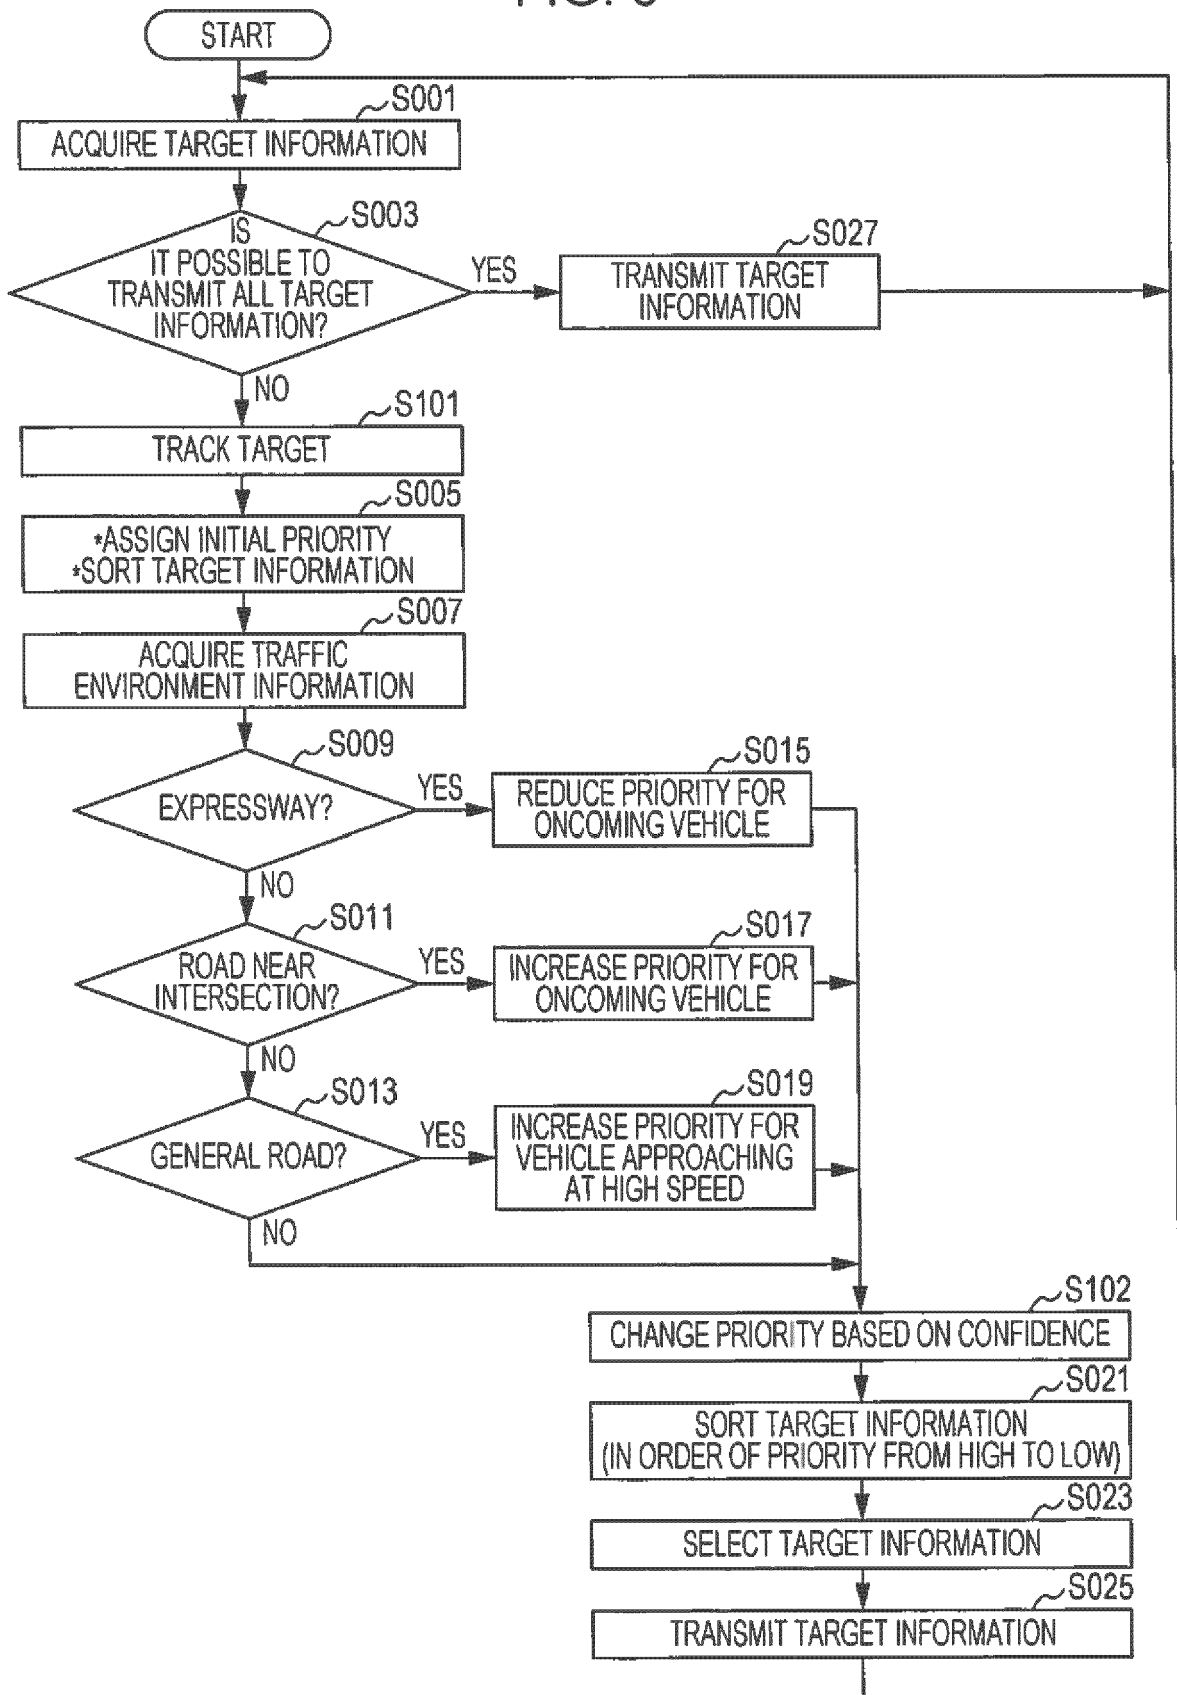 START
S001
ACQUIRE TARGET INFORMATION
S003
IS
IT POSSIBLE TO
TRANSMIT ALL TARGET
INFORMATION?
YES
S027
TRANSMIT TARGET
INFORMATION
NO
S101
TRACK TARGET
S005
*ASSIGN INITIAL PRIORITY
*SORT TARGET INFORMATION
S007
ACQUIRE TRAFFIC
ENVIRONMENT INFORMATION
S009
EXPRESSWAY?
YES
S015
REDUCE PRIORITY FOR
ONCOMING VEHICLE
NO
S011
ROAD NEAR
INTERSECTION?
YES
S017
INCREASE PRIORITY FOR
ONCOMING VEHICLE
NO
S013
GENERAL ROAD?
YES
S019
INCREASE PRIORITY FOR
VEHICLE APPROACHING
AT HIGH SPEED
NO
S102
CHANGE PRIORITY BASED ON CONFIDENCE
S021
SORT TARGET INFORMATION
(IN ORDER OF PRIORITY FROM HIGH TO LOW)
S023
SELECT TARGET INFORMATION
S025
TRANSMIT TARGET INFORMATION